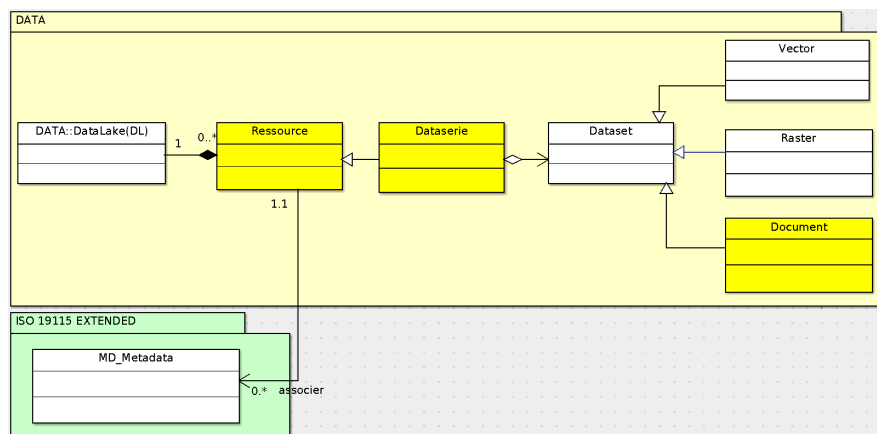 DATA
Vector
DATA::DataLake(DL)
1
0..*
Ressource
Dataserie
Dataset
Raster
1.1
Document
ISO 19115 EXTENDED
MD_Metadata
0.*
associer